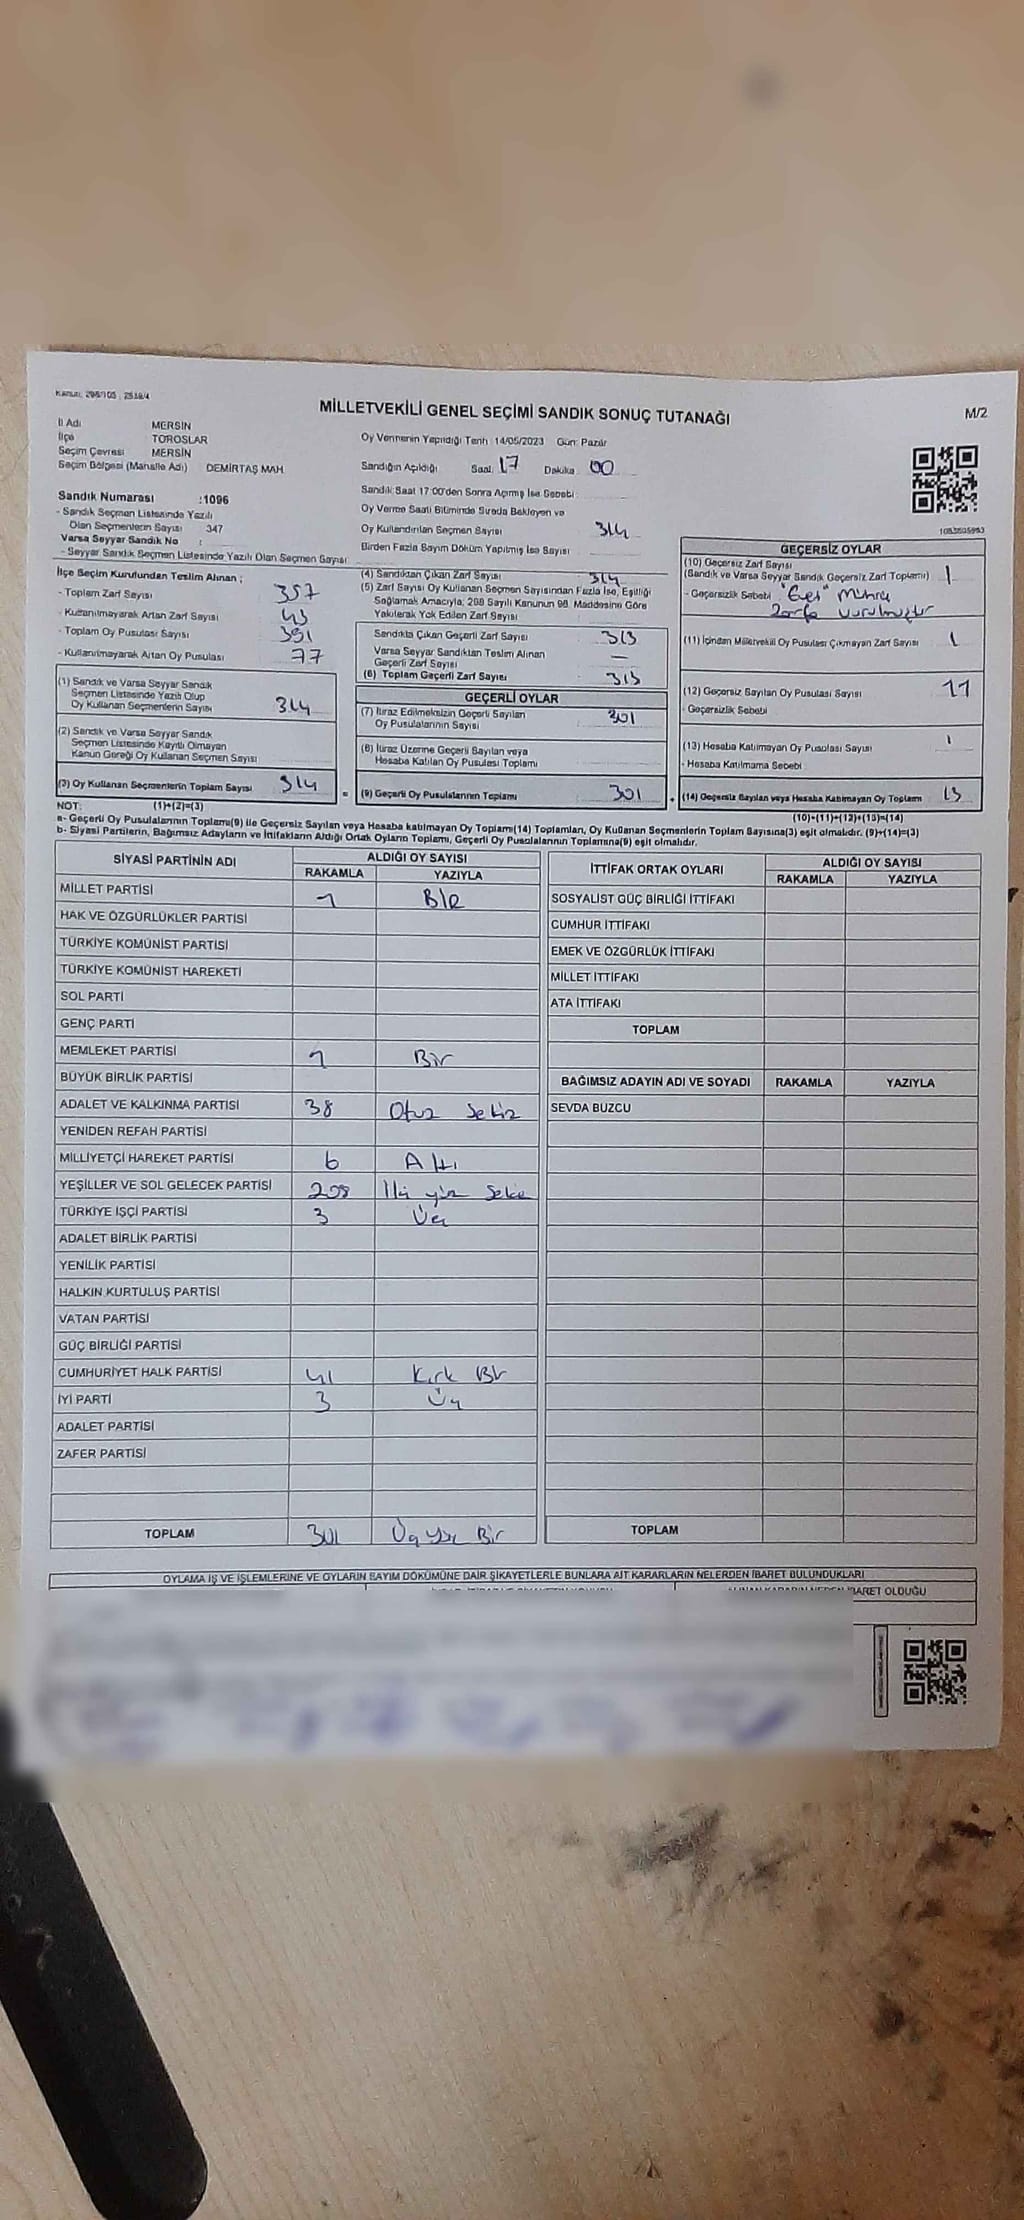 Kanun: 298/105 , 2839/4
MİLLETVEKİLİ GENEL SEÇİMİ SANDIK SONUÇ TUTANAĞI
M/2
İl Adı MERSİN
İlçe TOROSLAR
Seçim Çevresi MERSİN
Seçim Bölgesi (Mahalle Adı) DEMİRTAŞ MAH.
Oy Vermenin Yapıldığı Tarih 14/05/2023 Gün: Pazar
Sandığın Açıldığı Saat 17 Dakika 00
Sandık Saat 17:00'den Sonra Açılmış İse Sebebi
Oy Verme Saati Bitiminde Sırada Bekleyen ve
Oy Kullandırılan Seçmen Sayısı 314
Birden Fazla Sayım Döküm Yapılmış İse Sayısı
Sandık Numarası :1096
- Sandık Seçmen Listesinde Yazılı
Olan Seçmenlerin Sayısı 347
Varsa Seyyar Sandık No :
- Seyyar Sandık Seçmen Listesinde Yazılı Olan Seçmen Sayısı
İlçe Seçim Kurulundan Teslim Alınan ;
- Toplam Zarf Sayısı 357
- Kullanılmayarak Artan Zarf Sayısı 43
- Toplam Oy Pusulası Sayısı 391
- Kullanılmayarak Artan Oy Pusulası 77
(1) Sandık ve Varsa Seyyar Sandık
Seçmen Listesinde Yazılı Olup
Oy Kullanan Seçmenlerin Sayısı 314
(2) Sandık ve Varsa Seyyar Sandık
Seçmen Listesinde Kayıtlı Olmayan
Kanun Gereği Oy Kullanan Seçmen Sayısı
(3) Oy Kullanan Seçmenlerin Toplam Sayısı 314
(4) Sandıktan Çıkan Zarf Sayısı 314
(5) Zarf Sayısı Oy Kullanan Seçmen Sayısından Fazla İse, Eşitliği
Sağlamak Amacıyla, 298 Sayılı Kanunun 98. Maddesine Göre
Yakılarak Yok Edilen Zarf Sayısı
Sandıkta Çıkan Geçerli Zarf Sayısı 313
Varsa Seyyar Sandıktan Teslim Alınan
Geçerli Zarf Sayısı —
(6) Toplam Geçerli Zarf Sayısı 313
GEÇERLİ OYLAR
(7) İtiraz Edilmeksizin Geçerli Sayılan
Oy Pusulalarının Sayısı 301
(8) İtiraz Üzerine Geçerli Sayılan veya
Hesaba Katılan Oy Pusulası Toplamı
= (9) Geçerli Oy Pusulalarının Toplamı 301
GEÇERSİZ OYLAR
(10) Geçersiz Zarf Sayısı
(Sandık ve Varsa Seyyar Sandık Geçersiz Zarf Toplamı) 1
- Geçersizlik Sebebi "Evet" Mührü
Zarfa vurulmuştur
(11) İçinden Milletvekili Oy Pusulası Çıkmayan Zarf Sayısı 1
(12) Geçersiz Sayılan Oy Pusulası Sayısı 11
- Geçersizlik Sebebi
(13) Hesaba Katılmayan Oy Pusulası Sayısı
- Hesaba Katılmama Sebebi
+ (14) Geçersiz Sayılan veya Hesaba Katılmayan Oy Toplamı 13
NOT: (1)+(2)=(3)
(10)+(11)+(12)+(13)=(14)
a- Geçerli Oy Pusulalarının Toplamı(9) ile Geçersiz Sayılan veya Hesaba katılmayan Oy Toplamı(14) Toplamları, Oy Kullanan Seçmenlerin Toplam Sayısına(3) eşit olmalıdır. (9)+(14)=(3)
b- Siyasi Partilerin, Bağımsız Adayların ve İttifakların Aldığı Ortak Oyların Toplamı, Geçerli Oy Pusulalarının Toplamına(9) eşit olmalıdır.
SİYASİ PARTİNİN ADI ALDIĞI OY SAYISI
RAKAMLA YAZIYLA
MİLLET PARTİSİ 1 BİR
HAK VE ÖZGÜRLÜKLER PARTİSİ
TÜRKİYE KOMÜNİST PARTİSİ
TÜRKİYE KOMÜNİST HAREKETİ
SOL PARTİ
GENÇ PARTİ
MEMLEKET PARTİSİ 1 Bir
BÜYÜK BİRLİK PARTİSİ
ADALET VE KALKINMA PARTİSİ 38 Otuz Sekiz
YENİDEN REFAH PARTİSİ
MİLLİYETÇİ HAREKET PARTİSİ 6 Altı
YEŞİLLER VE SOL GELECEK PARTİSİ 208 İki yüz Sekiz
TÜRKİYE İŞÇİ PARTİSİ 3 Üç
ADALET BİRLİK PARTİSİ
YENİLİK PARTİSİ
HALKIN KURTULUŞ PARTİSİ
VATAN PARTİSİ
GÜÇ BİRLİĞİ PARTİSİ
CUMHURİYET HALK PARTİSİ 41 Kırk Bir
İYİ PARTİ 3 Üç
ADALET PARTİSİ
ZAFER PARTİSİ
TOPLAM 301 Üç yüz Bir
İTTİFAK ORTAK OYLARI ALDIĞI OY SAYISI
RAKAMLA YAZIYLA
SOSYALİST GÜÇ BİRLİĞİ İTTİFAKI
CUMHUR İTTİFAKI
EMEK VE ÖZGÜRLÜK İTTİFAKI
MİLLET İTTİFAKI
ATA İTTİFAKI
TOPLAM
BAĞIMSIZ ADAYIN ADI VE SOYADI RAKAMLA YAZIYLA
SEVDA BUZCU
TOPLAM
OYLAMA İŞ VE İŞLEMLERİNE VE OYLARIN SAYIM DÖKÜMÜNE DAİR ŞİKAYETLERLE BUNLARA AİT KARARLARIN NELERDEN İBARET BULUNDUKLARI
İBARET OLDUĞU